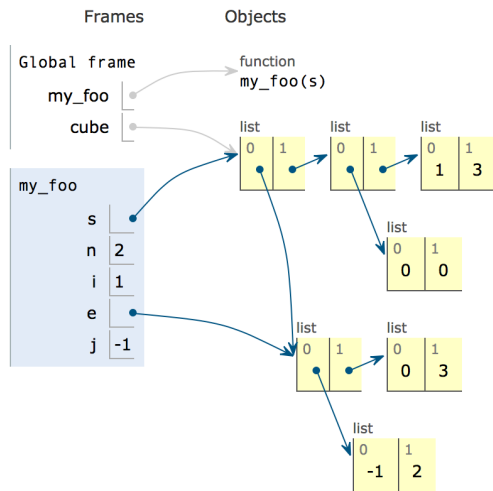 Frames Objects
Global frame
my_foo
cube
function
my_foo(s)
list
0 1
list
0 1
list
0 1
1 3
my_foo
s
n 2
i 1
e
j -1
list
0 1
0 0
list
0 1
list
0 1
0 3
list
0 1
-1 2